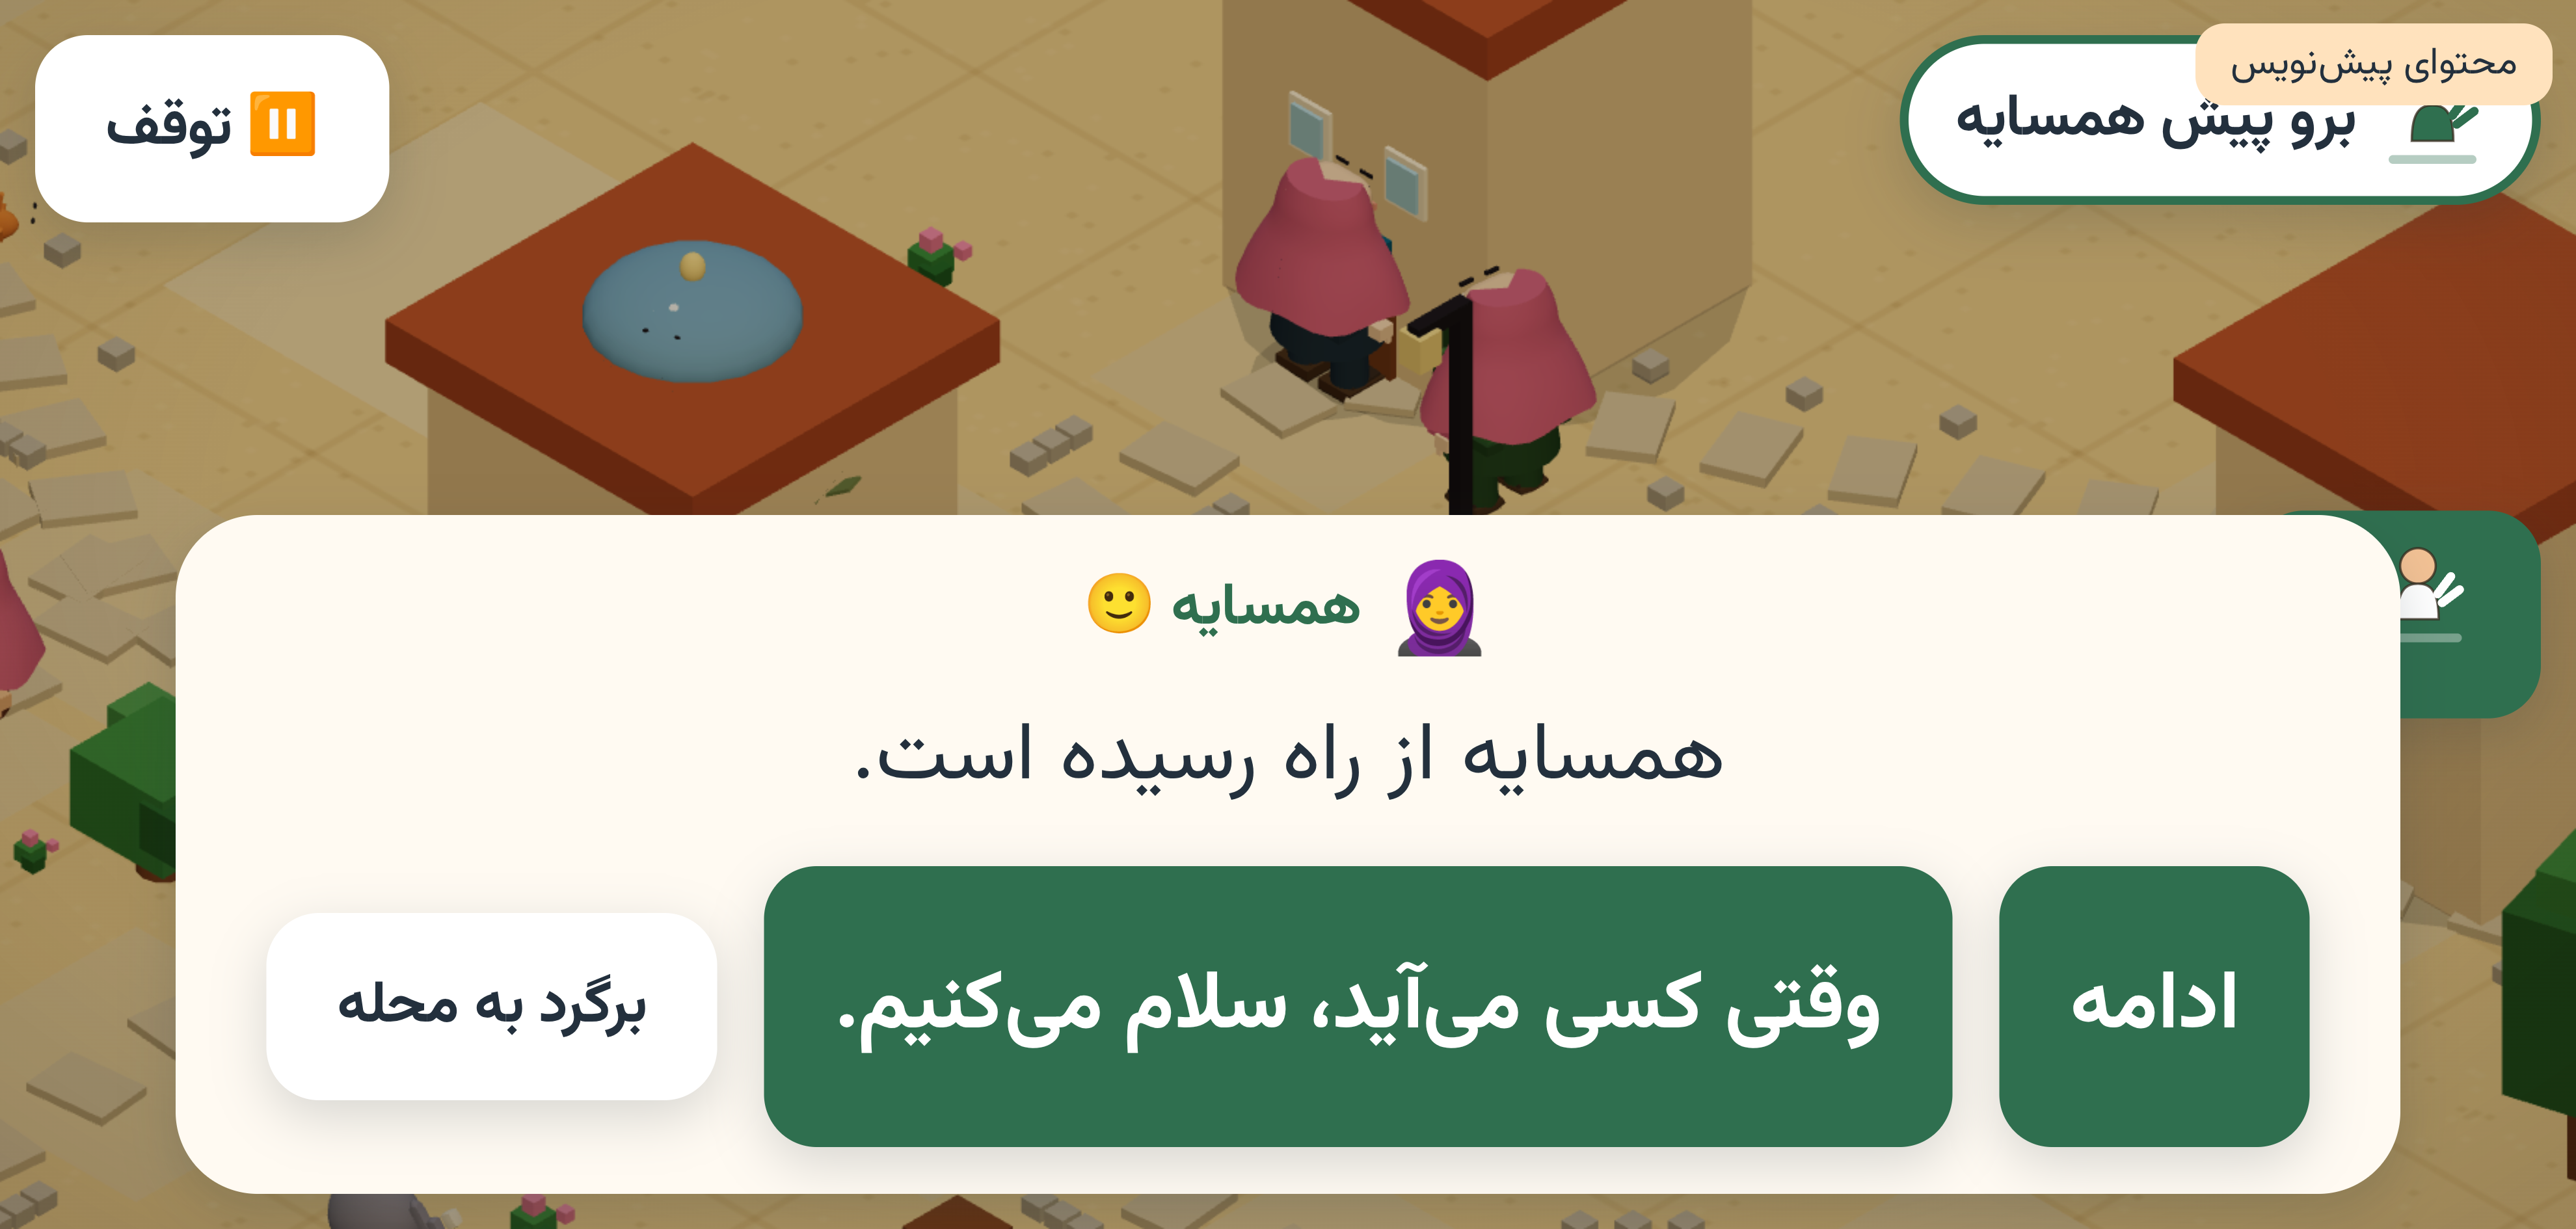 محتوای پیش‌نویس
برو پیش همسایه
توقف
همسایه
همسایه از راه رسیده است.
ادامه
وقتی کسی می‌آید، سلام می‌کنیم.
برگرد به محله